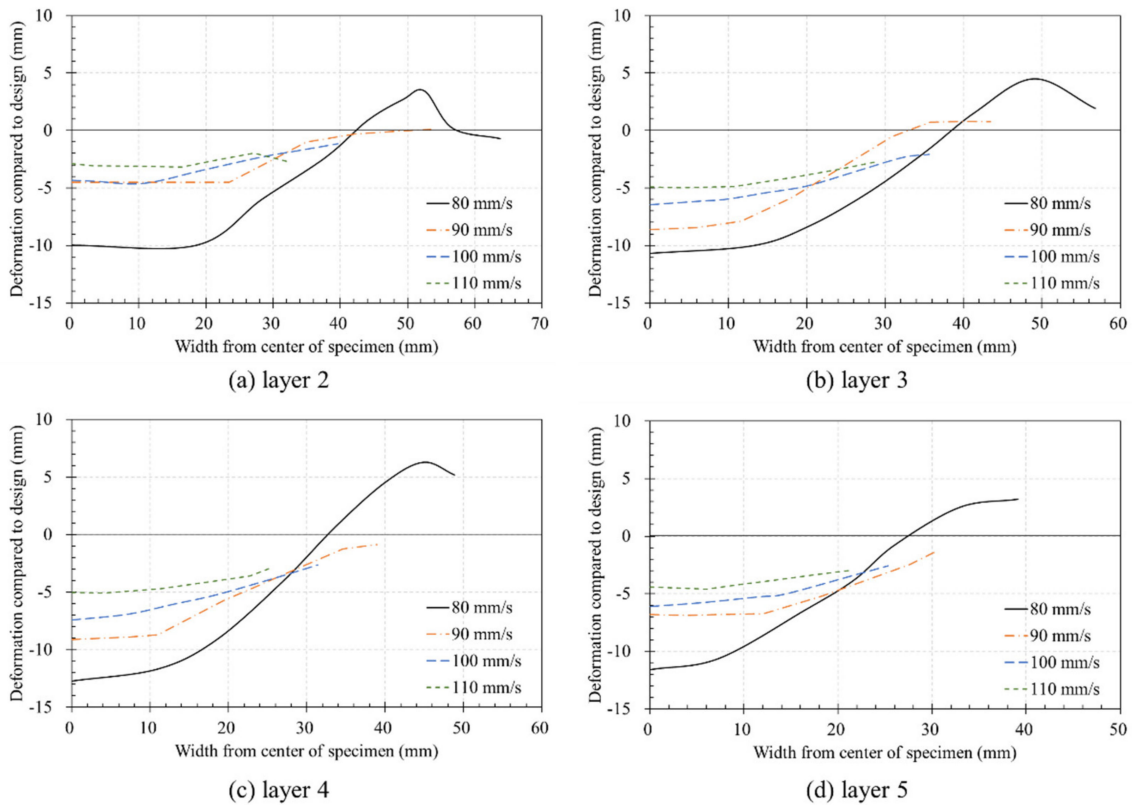 Deformation compared to design (mm)
10
5
0
-5
-10
-15
80 mm/s
90 mm/s
100 mm/s
110 mm/s
0 10 20 30 40 50 60 70
Width from center of specimen (mm)
(a) layer 2
Deformation compared to design (mm)
10
5
0
-5
-10
-15
80 mm/s
90 mm/s
100 mm/s
110 mm/s
0 10 20 30 40 50 60
Width from center of specimen (mm)
(b) layer 3
Deformation compared to design (mm)
10
5
0
-5
-10
-15
80 mm/s
90 mm/s
100 mm/s
110 mm/s
0 10 20 30 40 50 60
Width from center of specimen (mm)
(c) layer 4
Deformation compared to design (mm)
10
5
0
-5
-10
-15
80 mm/s
90 mm/s
100 mm/s
110 mm/s
0 10 20 30 40 50
Width from center of specimen (mm)
(d) layer 5